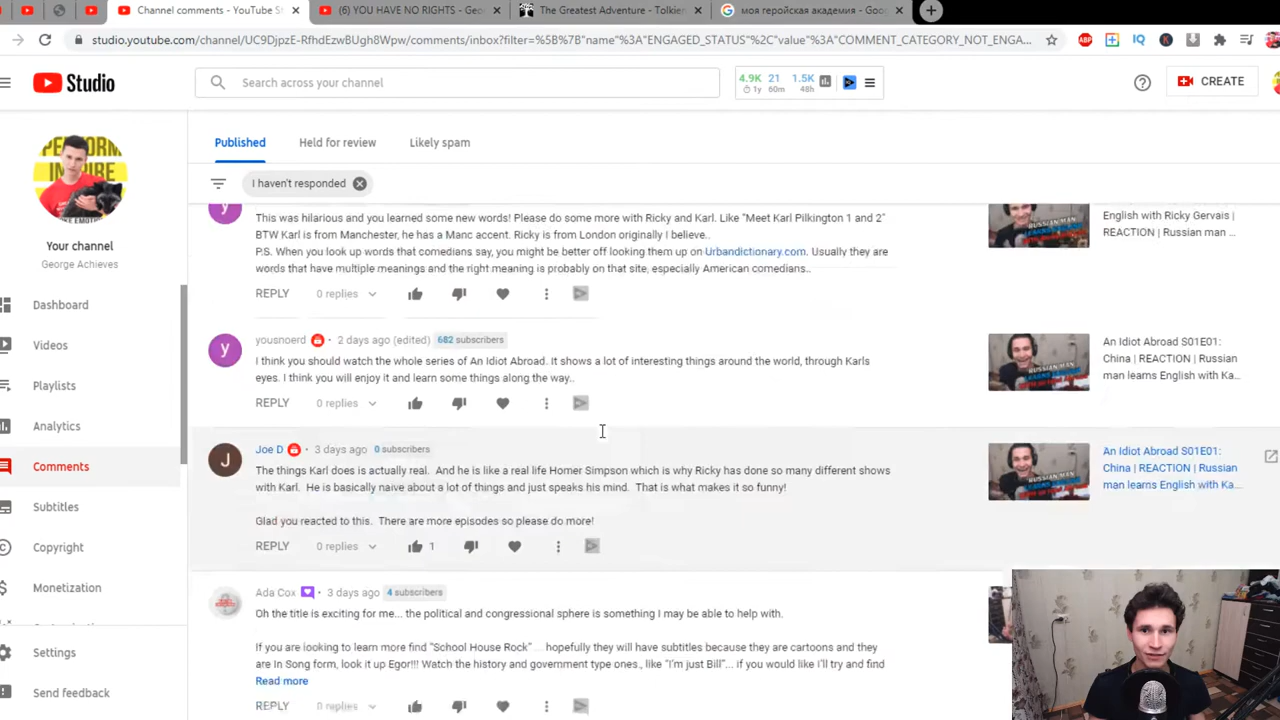 Channel comments - YouTube S
(6) YOU HAVE NO RIGHTS - Geo
The Greatest Adventure - Tolkien
моя геройская академия - Goo
studio.youtube.com/channel/UC9DjpzE-RfhdEzwBUgh8Wpw/comments/inbox?filter=%5B%7B"name"%3A"ENGAGED_STATUS"%2C"value"%3A"COMMENT_CATEGORY_NOT_ENGA...
ABP
IQ
K
Studio
Search across your channel
4.9K 21 1.5K
1y 60m 48h
CREATE
PERFORM
INSPIRE
Your channel
George Achieves
Dashboard
Videos
Playlists
Analytics
Comments
Subtitles
Copyright
Monetization
Settings
Send feedback
Published Held for review Likely spam
I haven't responded
This was hilarious and you learned some new words! Please do some more with Ricky and Karl. Like "Meet Karl Pilkington 1 and 2"
BTW Karl is from Manchester, he has a Manc accent. Ricky is from London originally I believe..
P.S. When you look up words that comedians say, you might be better off looking them up on Urbandictionary.com. Usually they are
words that have multiple meanings and the right meaning is probably on that site, especially American comedians..
REPLY 0 replies
English with Ricky Gervais |
REACTION | Russian man ...
y
yousnoerd • 2 days ago (edited) 682 subscribers
I think you should watch the whole series of An Idiot Abroad. It shows a lot of interesting things around the world, through Karls
eyes. I think you will enjoy it and learn some things along the way..
REPLY 0 replies
An Idiot Abroad S01E01:
China | REACTION | Russian
man learns English with Ka...
J
Joe D • 3 days ago 0 subscribers
The things Karl does is actually real. And he is like a real life Homer Simpson which is why Ricky has done so many different shows
with Karl. He is basically naive about a lot of things and just speaks his mind. That is what makes it so funny!
Glad you reacted to this. There are more episodes so please do more!
REPLY 0 replies 1
An Idiot Abroad S01E01:
China | REACTION | Russian
man learns English with Ka...
Ada Cox • 3 days ago 4 subscribers
Oh the title is exciting for me... the political and congressional sphere is something I may be able to help with.
If you are looking to learn more find "School House Rock"... hopefully they will have subtitles because they are cartoons and they
are In Song form, look it up Egor!!! Watch the history and government type ones., like "I'm just Bill"... if you would like I'll try and find
Read more
REPLY 0 replies